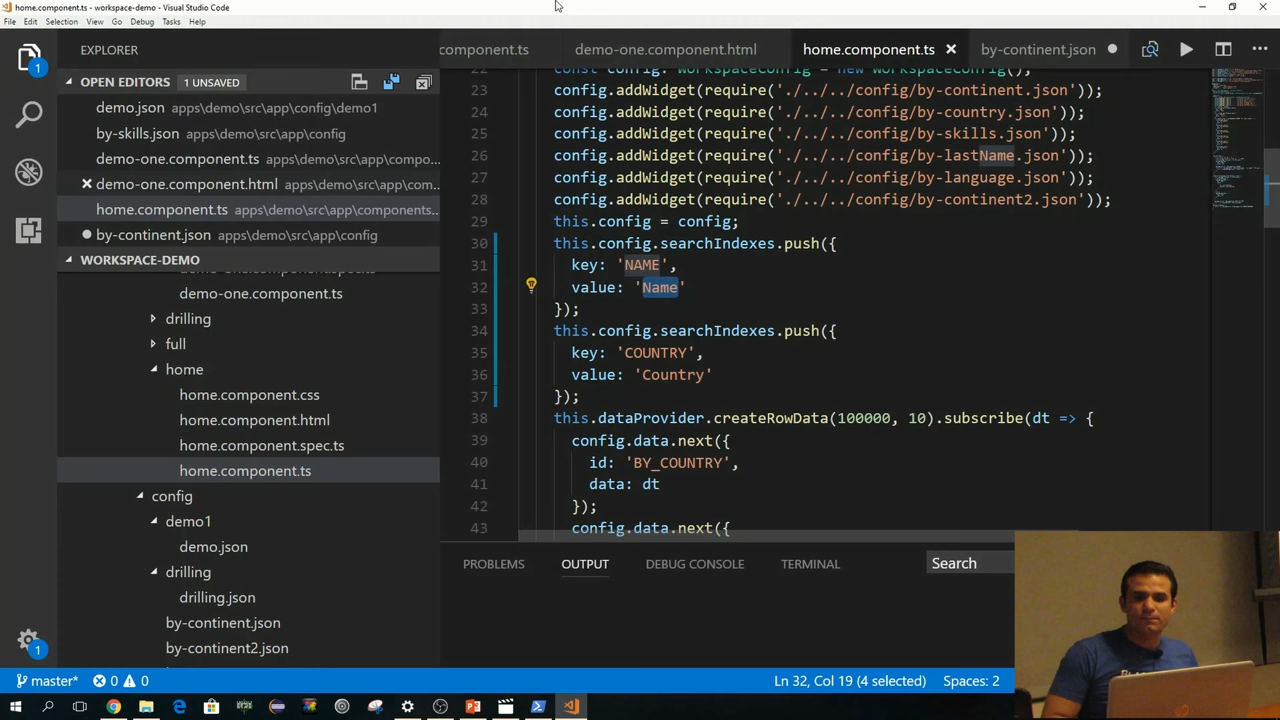 home.component.ts - workspace-demo - Visual Studio Code
File Edit Selection View Go Debug Tasks Help
EXPLORER
component.ts demo-one.component.html home.component.ts by-continent.json
OPEN EDITORS 1 UNSAVED
demo.json apps\demo\src\app\config\demo1
by-skills.json apps\demo\src\app\config
demo-one.component.ts apps\demo\src\app\compo...
demo-one.component.html apps\demo\src\app\com...
home.component.ts apps\demo\src\app\components...
by-continent.json apps\demo\src\app\config
WORKSPACE-DEMO
demo-one.component.ts
drilling
full
home
home.component.css
home.component.html
home.component.spec.ts
home.component.ts
config
demo1
demo.json
drilling
drilling.json
by-continent.json
by-continent2.json
22 const config: WorkspaceConfig = new WorkspaceConfig();
23 config.addWidget(require('./../../config/by-continent.json'));
24 config.addWidget(require('./../../config/by-country.json'));
25 config.addWidget(require('./../../config/by-skills.json'));
26 config.addWidget(require('./../../config/by-lastName.json'));
27 config.addWidget(require('./../../config/by-language.json'));
28 config.addWidget(require('./../../config/by-continent2.json'));
29 this.config = config;
30 this.config.searchIndexes.push({
31 key: 'NAME',
32 value: 'Name'
33 });
34 this.config.searchIndexes.push({
35 key: 'COUNTRY',
36 value: 'Country'
37 });
38 this.dataProvider.createRowData(100000, 10).subscribe(dt => {
39 config.data.next({
40 id: 'BY_COUNTRY',
41 data: dt
42 });
43 config.data.next({
PROBLEMS OUTPUT DEBUG CONSOLE TERMINAL Search
1
1
master* 0 0 Ln 32, Col 19 (4 selected) Spaces: 2